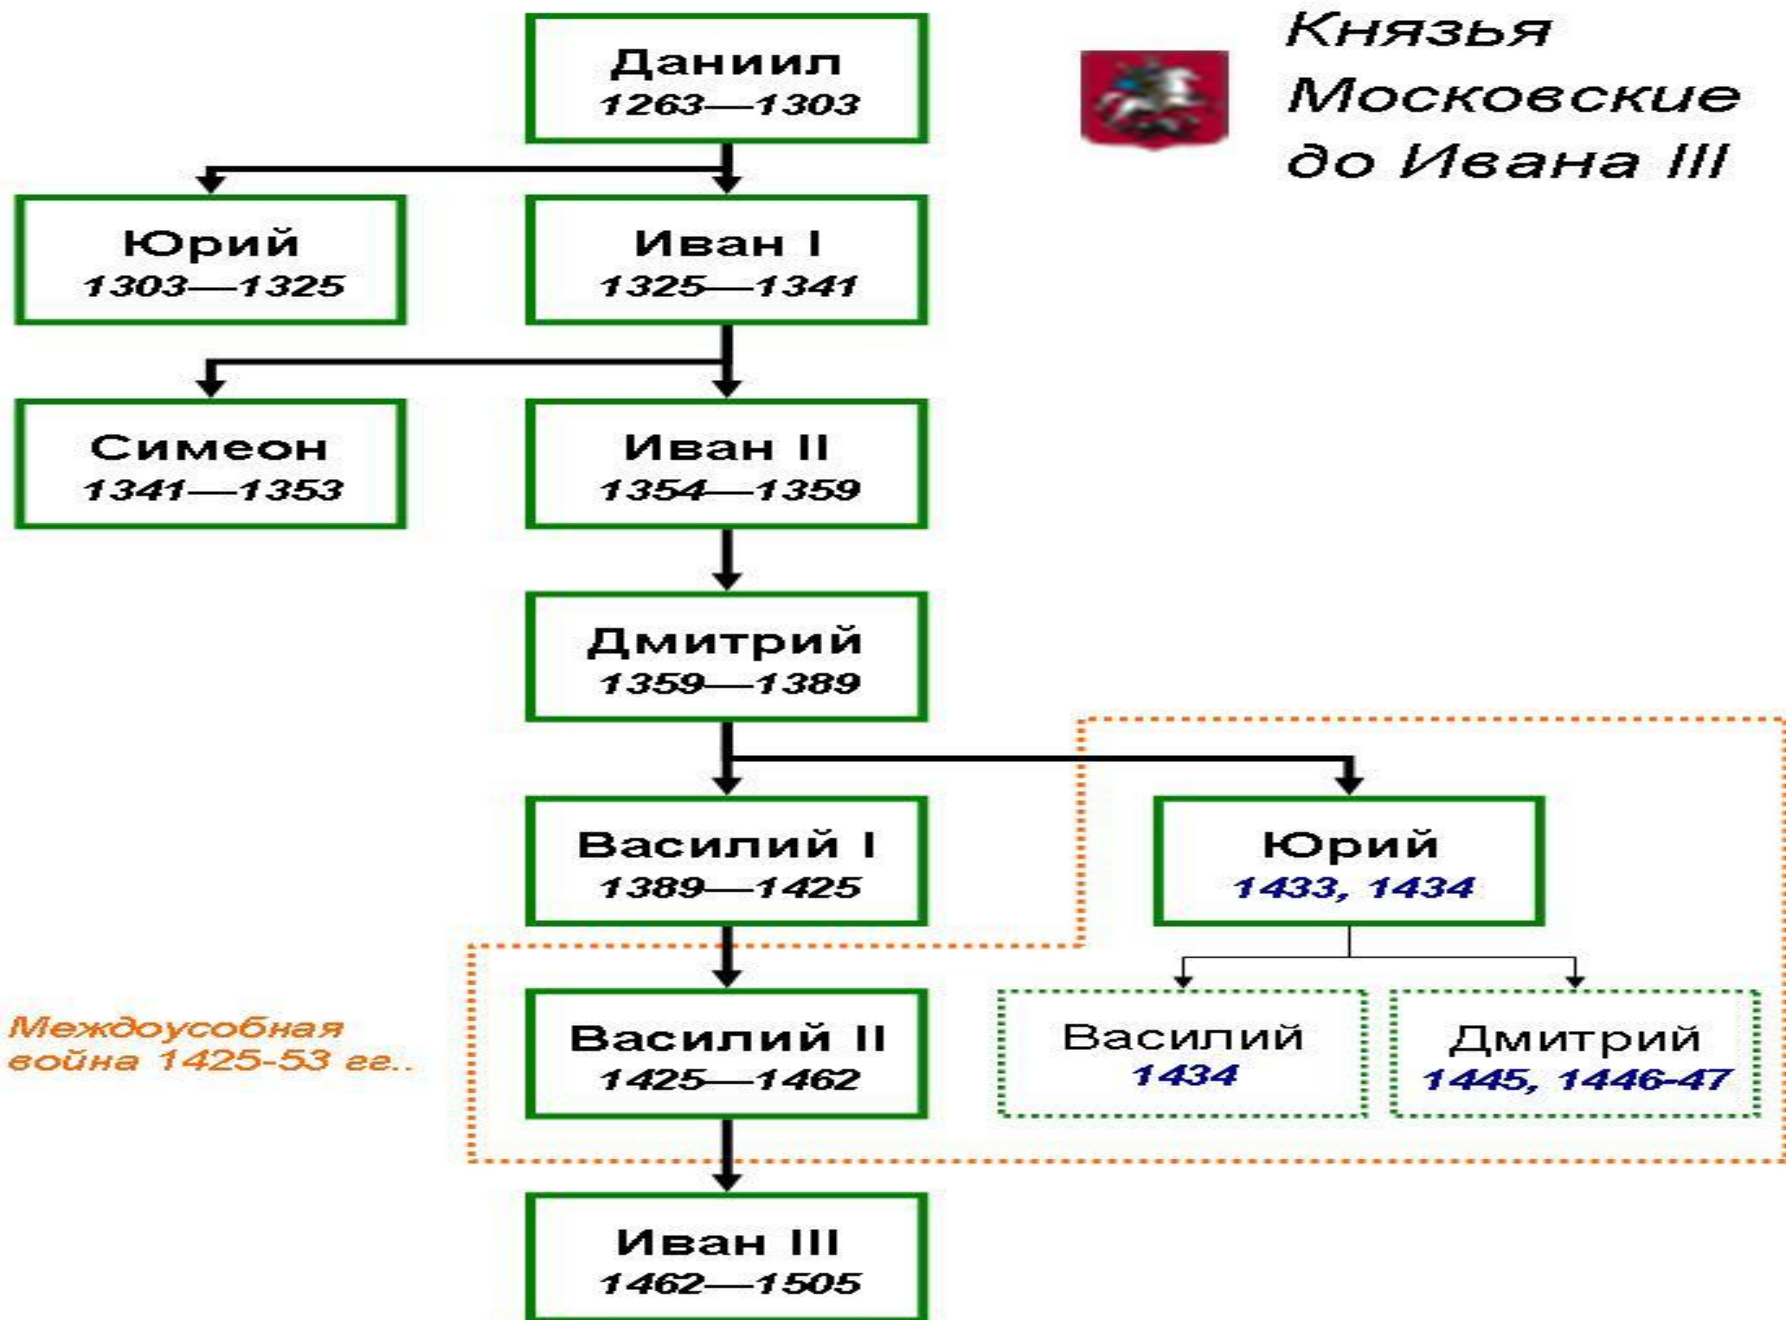 Князья
Московские
до Ивана III
Даниил
1263—1303
Юрий
1303—1325
Иван I
1325—1341
Симеон
1341—1353
Иван II
1354—1359
Дмитрий
1359—1389
Василий I
1389—1425
Юрий
1433, 1434
Междоусобная
война 1425-53 гг..
Василий II
1425—1462
Василий
1434
Дмитрий
1445, 1446-47
Иван III
1462—1505